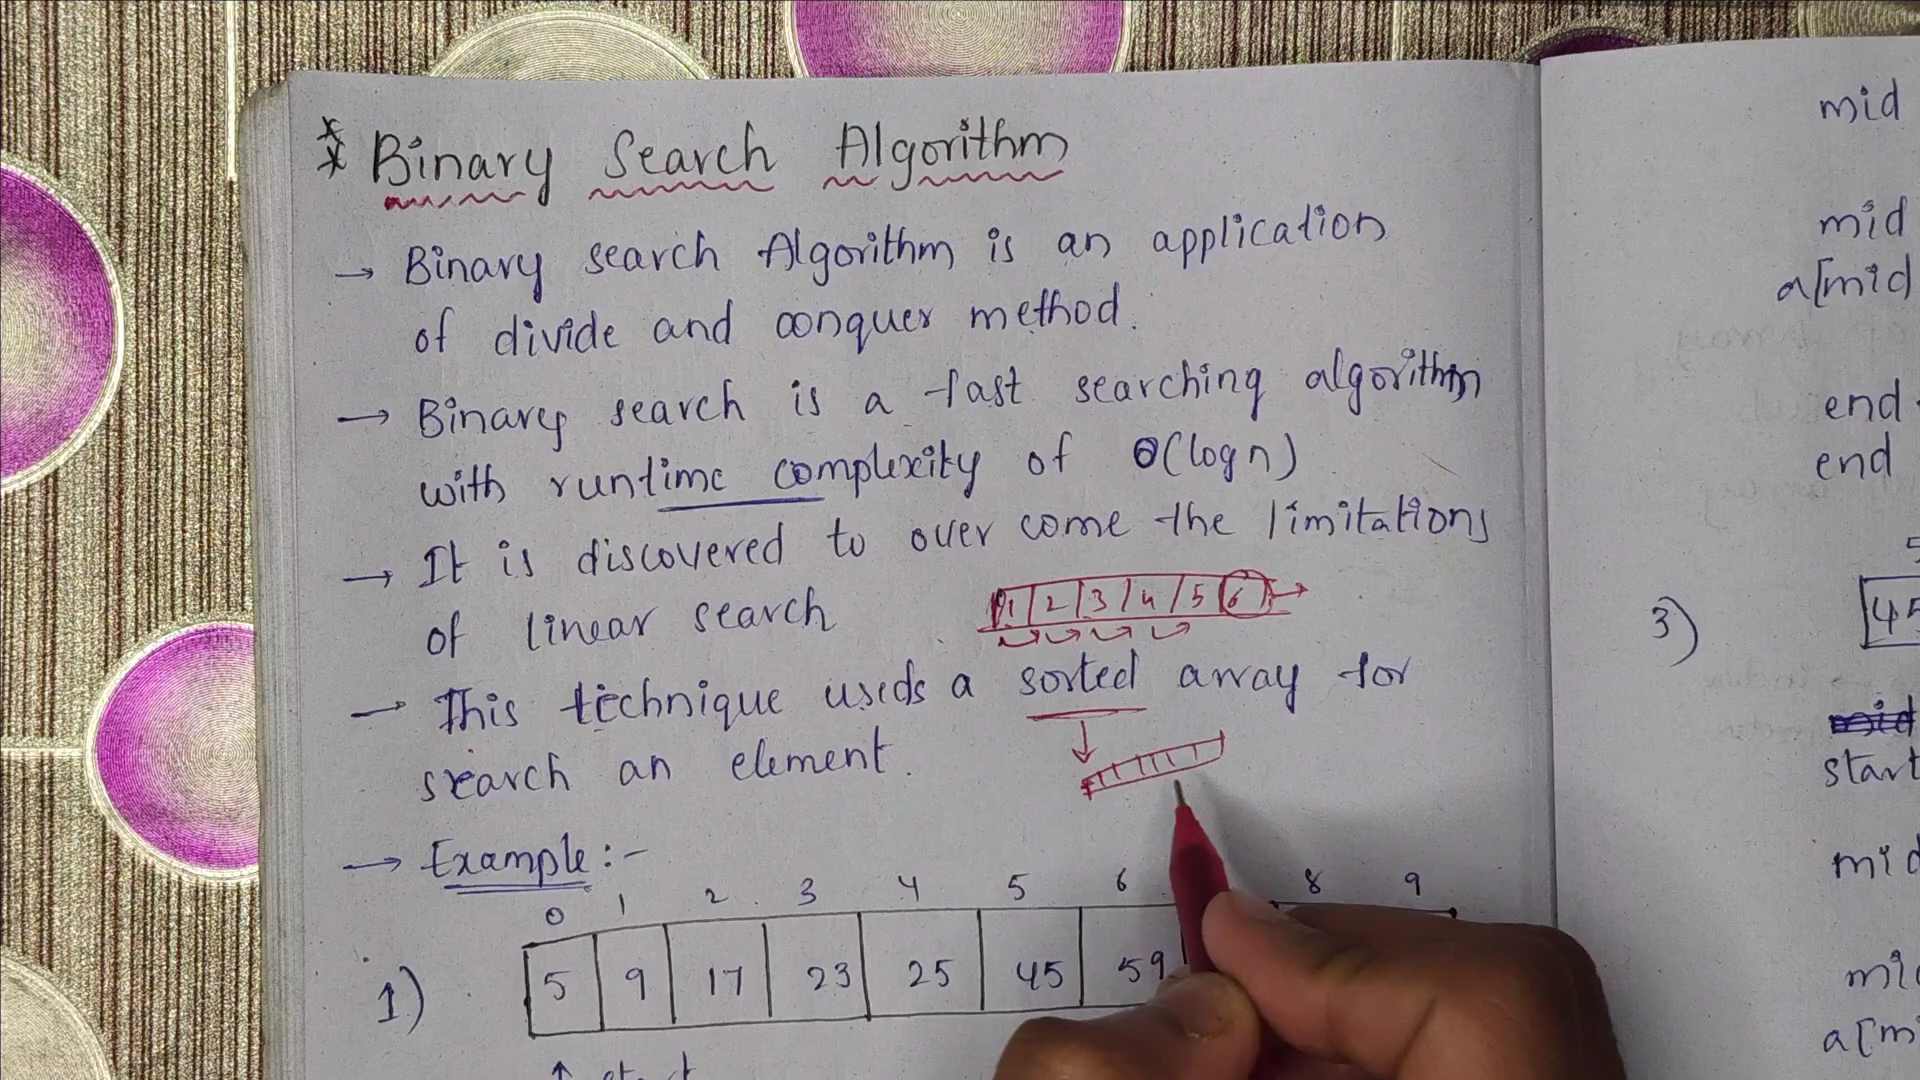 * Binary Search Algorithm
→ Binary search Algorithm is an application
of divide and conquer method.
→ Binary search is a fast searching algorithm
with runtime complexity of O(log n)
→ It is discovered to over come the limitations
of linear search
1 2 3 4 5 6
→ This technique useds a sorted array for
search an element.
→ Example :-
0 1 2 3 4 5 6 8 9
1) 5 9 17 23 25 45 59
↑ start
mid
mid
a[mid]
end
end
3)
45
start
mid
a[m